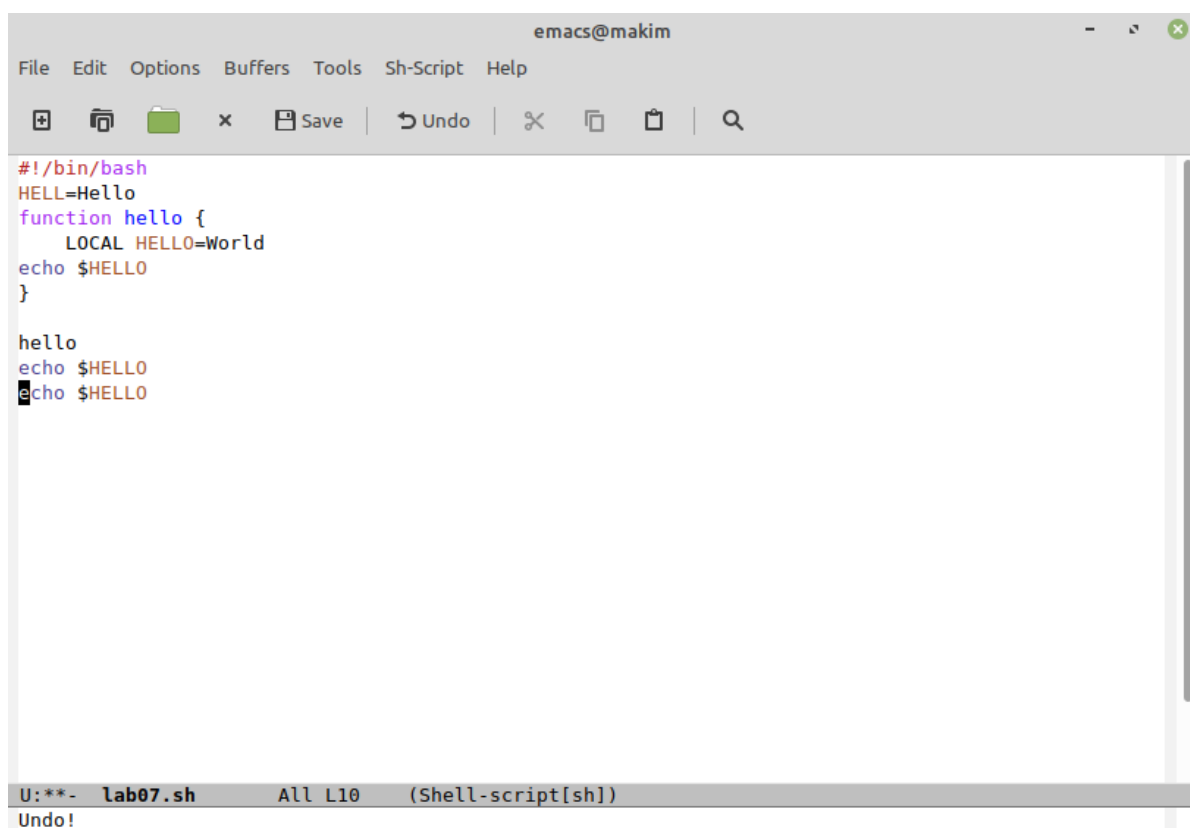 emacs@makim
File Edit Options Buffers Tools Sh-Script Help
Save Undo
#!/bin/bash
HELL=Hello
function hello {
    LOCAL HELLO=World
echo $HELLO
}

hello
echo $HELLO
echo $HELLO
U:**-  lab07.sh       All L10    (Shell-script[sh])
Undo!